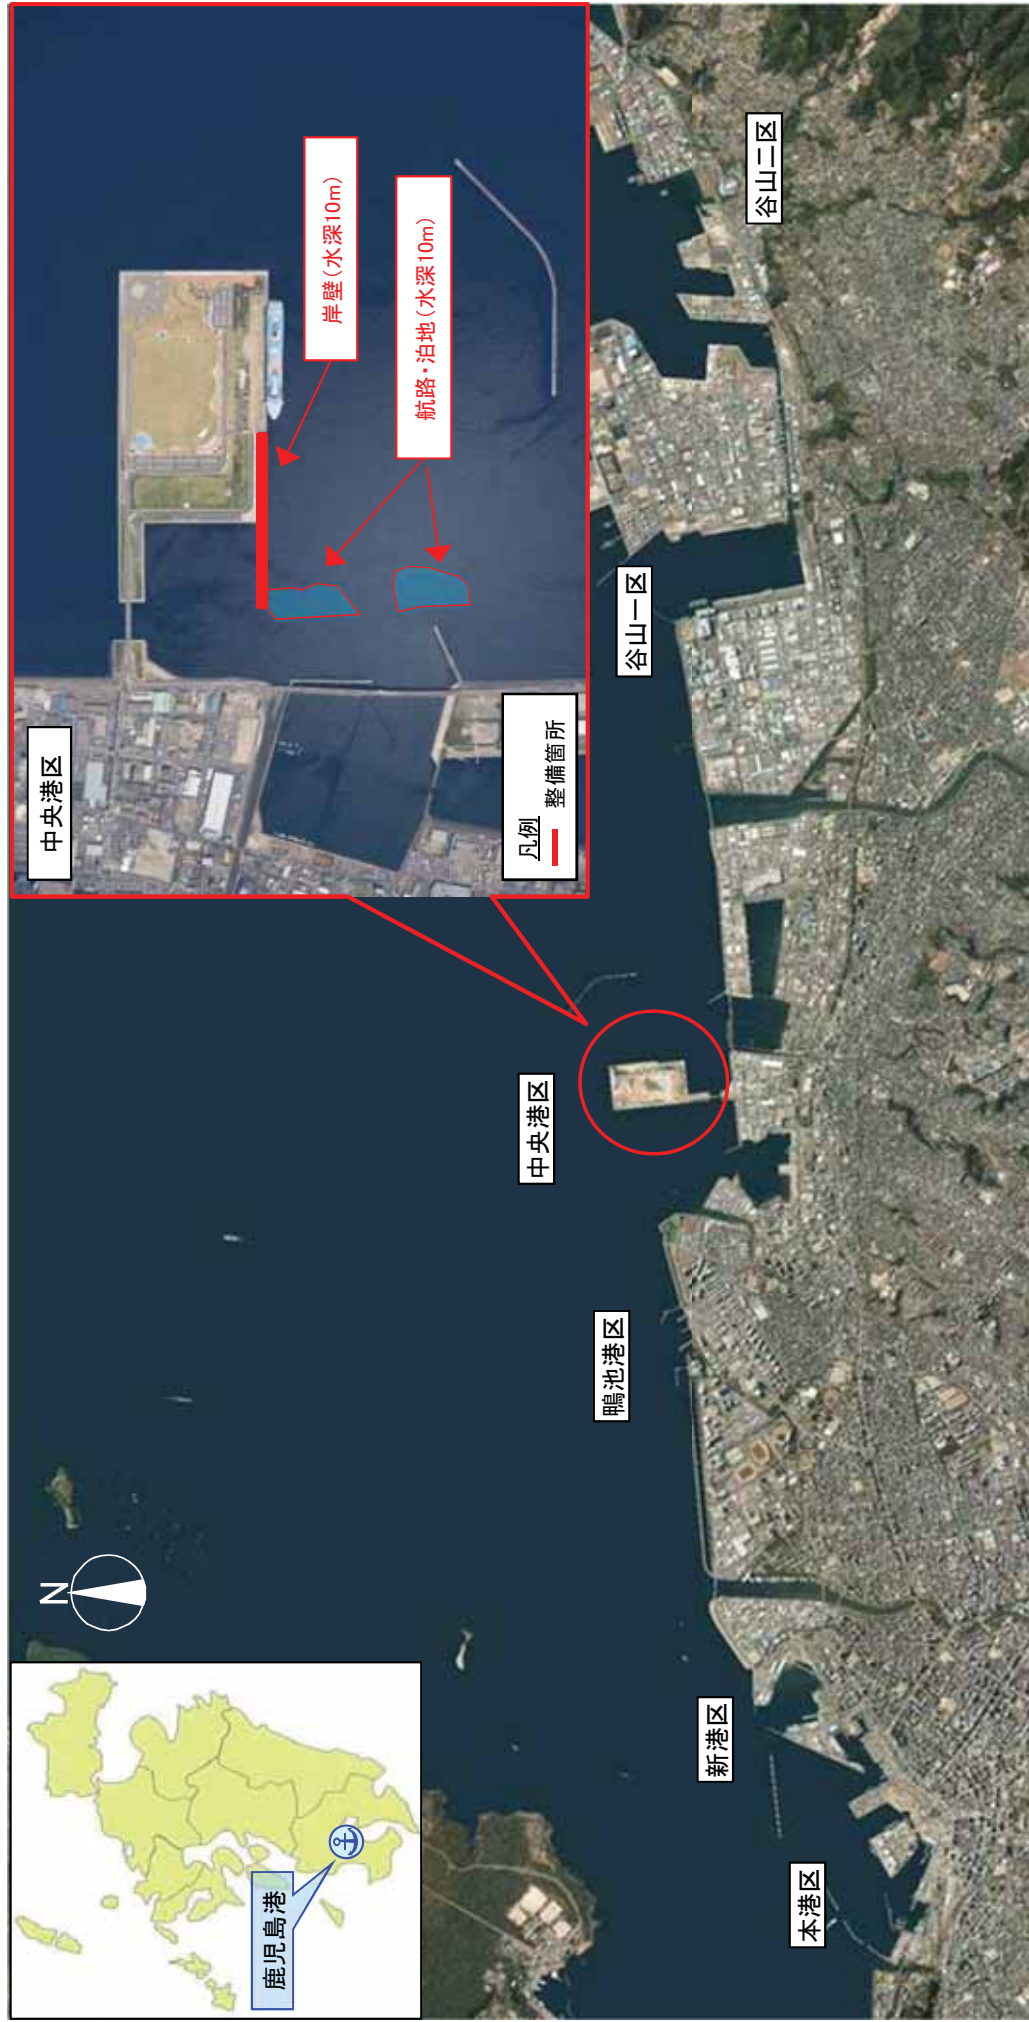 中央港区
岸壁(水深10m)
航路・泊地(水深10m)
凡例
整備箇所
N
鹿児島港
本港区
新港区
鴨池港区
中央港区
谷山一区
谷山二区